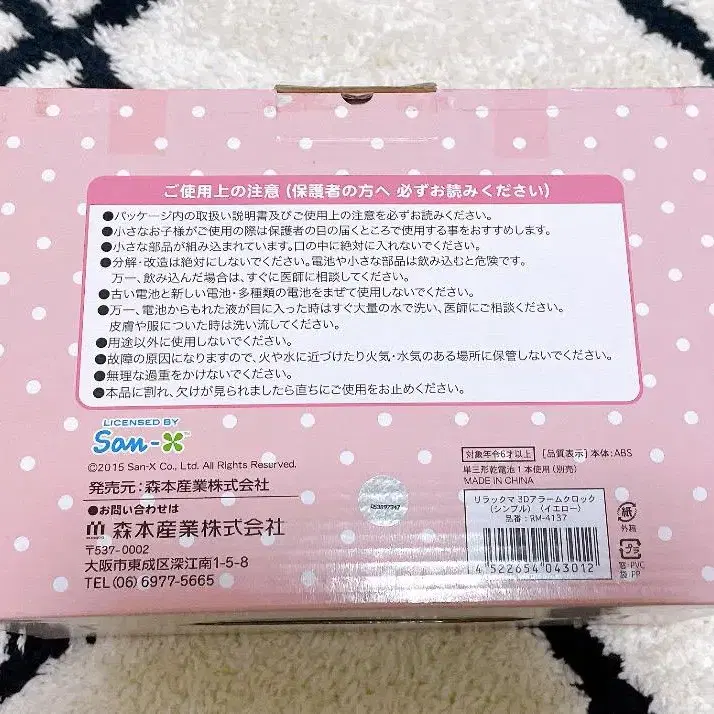 ご使用上の注意(保護者の方へ 必ずお読みください)
●パッケージ内の取扱い説明書及びご使用上の注意を必ずお読みください。
●小さなお子様がご使用の際は保護者の目の届くところで使用する事をおすすめします。
●小さな部品が組み込まれています。口の中に絶対に入れないでください。
●分解・改造は絶対にしないでください。電池や小さな部品は飲み込むと危険です。
万一、飲み込んだ場合は、すぐに医師に相談してください。
●古い電池と新しい電池・多種類の電池をまぜて使用しないでください。
●万一、電池からもれた液が目に入った時はすぐ大量の水で洗い、医師にご相談ください。
皮膚や服についた時は洗い流してください。
●用途以外に使用しないでください。
●故障の原因になりますので、火や水に近づけたり火気・水気のある場所に保管しないでください。
●無理な過重をかけないでください。
●本品に割れ、欠けが見られましたら直ちにご使用をお止めください。
LICENSED BY
San-X
TM
©2015 San-X Co., Ltd. All Rights Reserved.
発売元:森本産業株式会社
●お問い合わせは
森本産業株式会社
〒537-0002
大阪市東成区深江南1-5-8
TEL(06)6977-5665
対象年令6才以上 [品質表示]本体:ABS
単三形乾電池1本使用(別売)
MADE IN CHINA
リラックマ 3Dアラームクロック
(シンプル) (イエロー)
品番:RM-4137
4 522654 043012
紙
外箱
プラ
窓:PVC
袋:PP